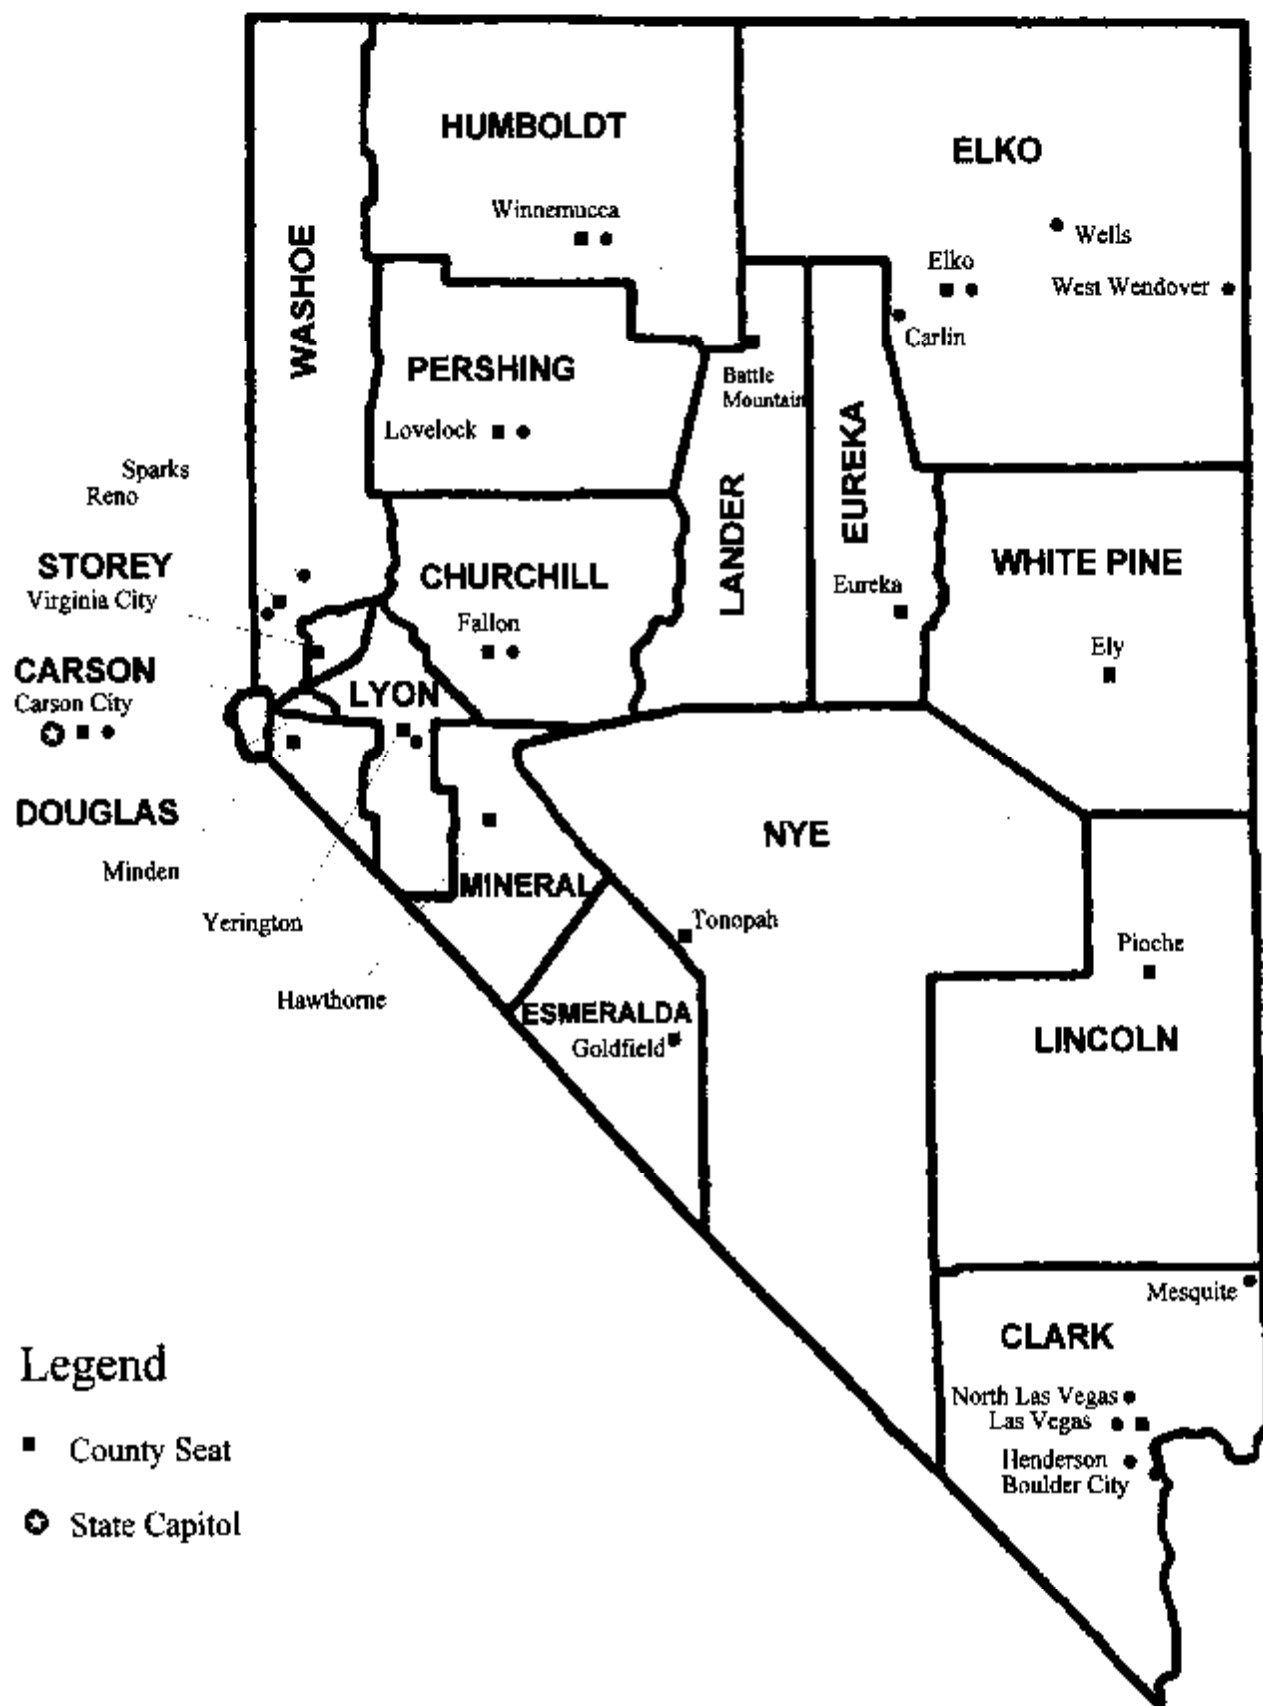 HUMBOLDT
ELKO
Winnemucca
WASHOE
Wells
Elko
West Wendover
Carlin
PERSHING
Battle
Mountain
EUREKA
Lovelock
Sparks
Reno
LANDER
STOREY
Virginia City
CHURCHILL
WHITE PINE
Fallon
Eureka
Ely
CARSON
Carson City
LYON
DOUGLAS
NYE
Minden
MINERAL
Yerington
Tonopah
Pioche
Hawthorne
ESMERALDA
Goldfield
LINCOLN
Mesquite
CLARK
North Las Vegas
Las Vegas
Henderson
Boulder City
Legend
County Seat
State Capitol